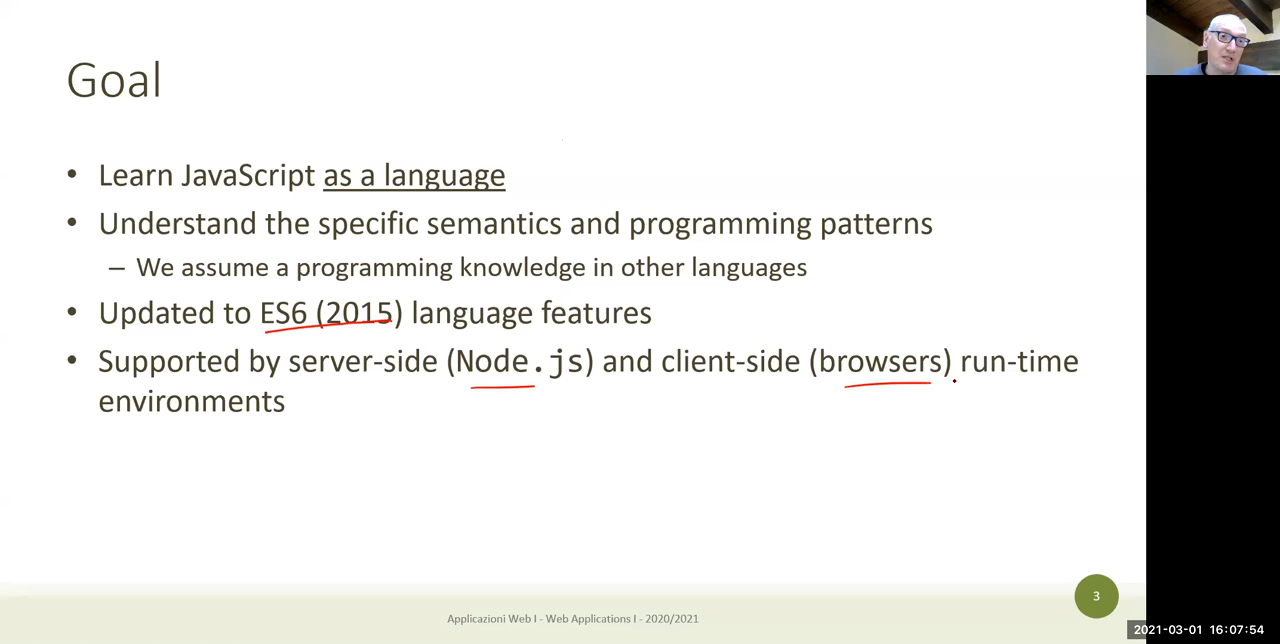 Goal
• Learn JavaScript as a language
• Understand the specific semantics and programming patterns
– We assume a programming knowledge in other languages
• Updated to ES6 (2015) language features
• Supported by server-side (Node.js) and client-side (browsers) run-time
environments
3
Applicazioni Web I - Web Applications I - 2020/2021
2021-03-01 16:07:54